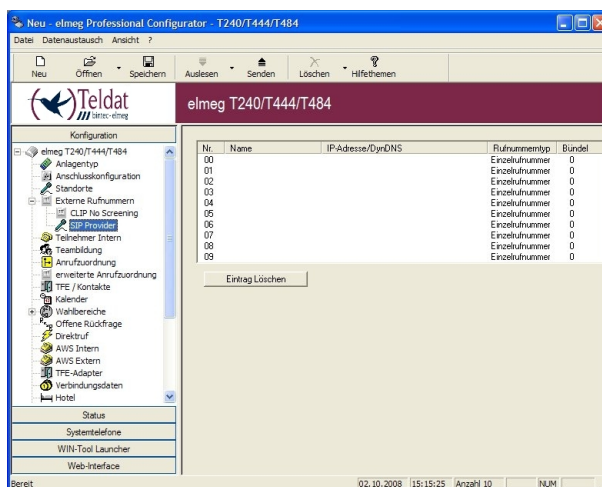 Neu - elmeg Professional Configurator - T240/T444/T484
Datei Datenaustausch Ansicht ?
Neu Öffnen Speichern Auslesen Senden Löschen Hilfethemen
Teldat
bintec-elmeg
elmeg T240/T444/T484
Konfiguration
elmeg T240/T444/T484
Anlagentyp
Anschlusskonfiguration
Standorte
Externe Rufnummern
CLIP No Screening
SIP Provider
Teilnehmer Intern
Teambildung
Anrufzuordnung
erweiterte Anrufzuordnung
TFE / Kontakte
Kalender
Wahlbereiche
Offene Rückfrage
Direktruf
AWS Intern
AWS Extern
TFE-Adapter
Verbindungsdaten
Hotel
Status
Systemtelefone
WIN-Tool Launcher
Web-Interface
Nr. Name IP-Adresse/DynDNS Rufnummerntyp Bündel
00 Einzelrufnummer 0
01 Einzelrufnummer 0
02 Einzelrufnummer 0
03 Einzelrufnummer 0
04 Einzelrufnummer 0
05 Einzelrufnummer 0
06 Einzelrufnummer 0
07 Einzelrufnummer 0
08 Einzelrufnummer 0
09 Einzelrufnummer 0
Eintrag Löschen
Bereit 02.10.2008 15:15:25 Anzahl 10 NUM